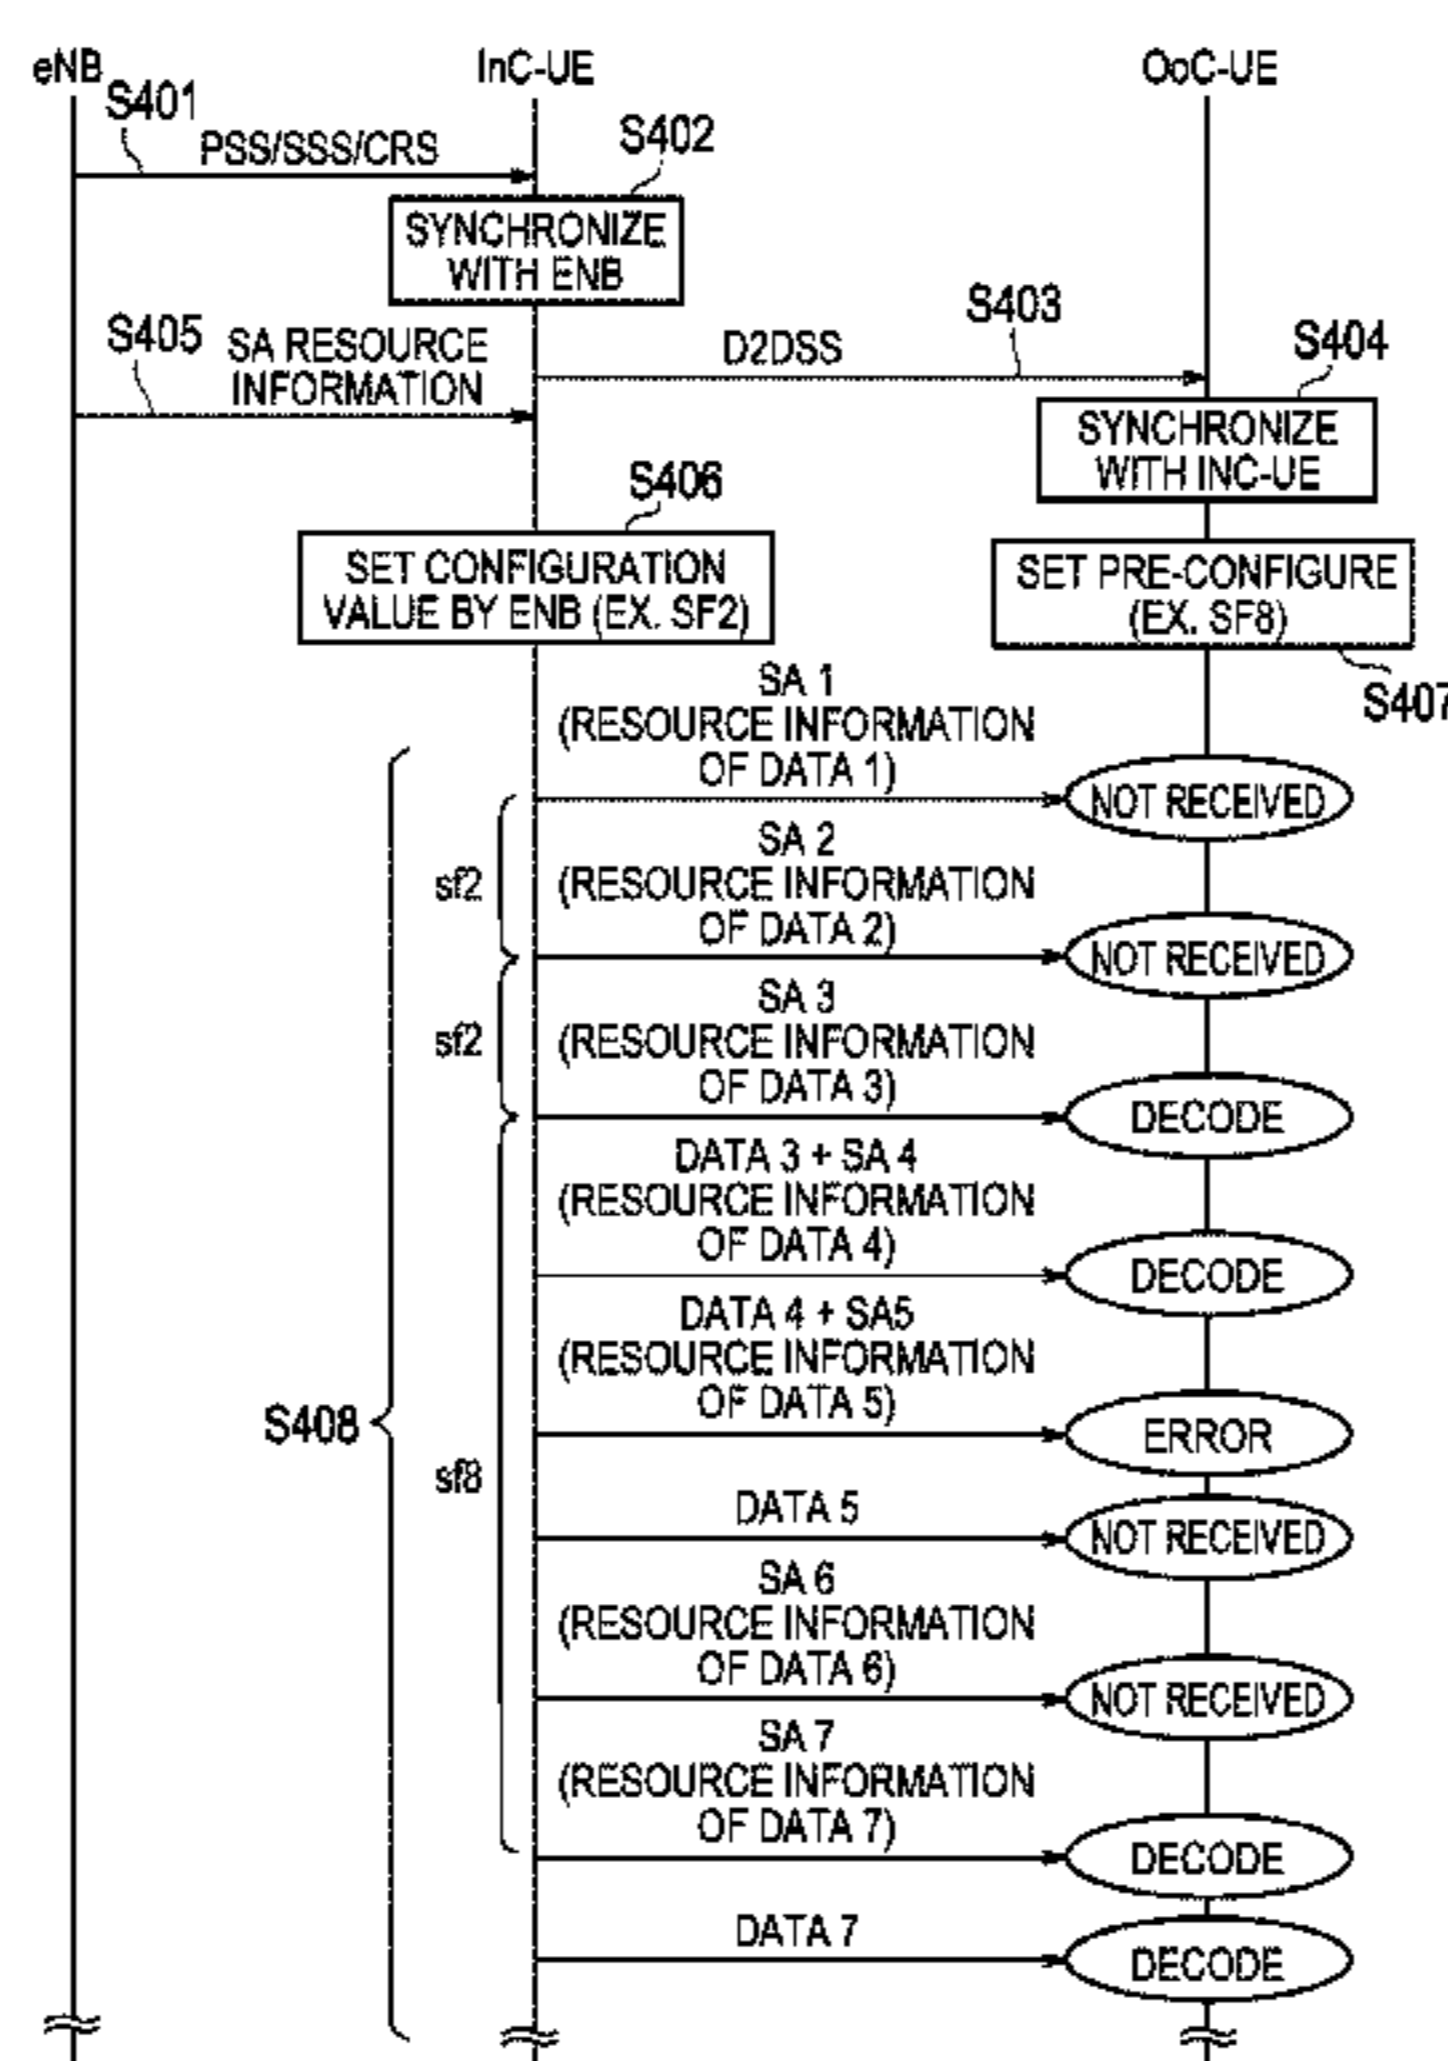 eNB
InC-UE
OoC-UE
S401
PSS/SSS/CRS
S402
SYNCHRONIZE
WITH ENB
S405
SA RESOURCE
INFORMATION
D2DSS
S403
S404
SYNCHRONIZE
WITH INC-UE
S406
SET CONFIGURATION
VALUE BY ENB (EX. SF2)
SET PRE-CONFIGURE
(EX. SF8)
S407
SA 1
(RESOURCE INFORMATION
OF DATA 1)
NOT RECEIVED
sf2
SA 2
(RESOURCE INFORMATION
OF DATA 2)
NOT RECEIVED
sf2
SA 3
(RESOURCE INFORMATION
OF DATA 3)
DECODE
DATA 3 + SA 4
(RESOURCE INFORMATION
OF DATA 4)
DECODE
DATA 4 + SA5
(RESOURCE INFORMATION
OF DATA 5)
ERROR
S408
sf8
DATA 5
NOT RECEIVED
SA 6
(RESOURCE INFORMATION
OF DATA 6)
NOT RECEIVED
SA 7
(RESOURCE INFORMATION
OF DATA 7)
DECODE
DATA 7
DECODE